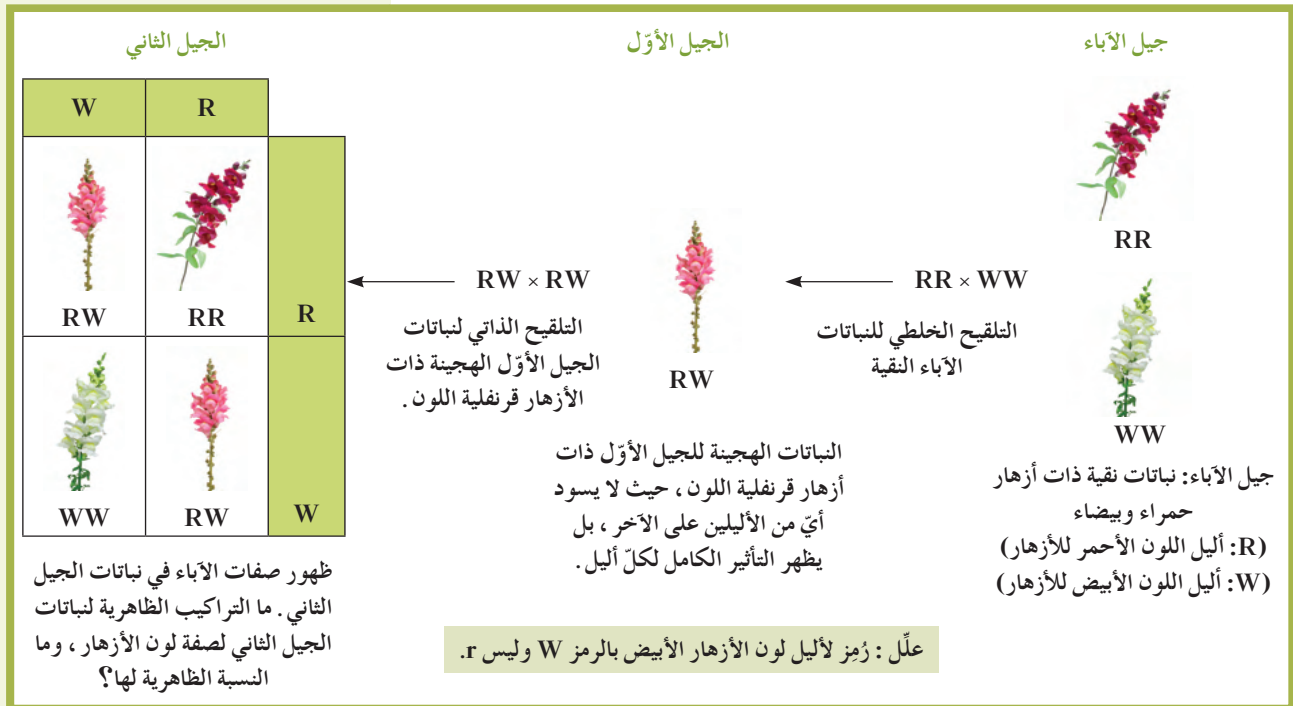 جيل الآباء
RR
WW
جيل الآباء: نباتات نقية ذات أزهار
حمراء وبيضاء
(R: أليل اللون الأحمر للأزهار)
(W: أليل اللون الأبيض للأزهار)
RR × WW
التلقيح الخلطي للنباتات
الآباء النقية
الجيل الأوّل
RW
النباتات الهجينة للجيل الأوّل ذات
أزهار قرنفلية اللون، حيث لا يسود
أيّ من الأليلين على الآخر، بل
يظهر التأثير الكامل لكلّ أليل.
RW × RW
التلقيح الذاتي لنباتات
الجيل الأوّل الهجينة ذات
الأزهار قرنفلية اللون.
الجيل الثاني
R W
R RR RW
W RW WW
ظهور صفات الآباء في نباتات الجيل
الثاني. ما التراكيب الظاهرية لنباتات
الجيل الثاني لصفة لون الأزهار، وما
النسبة الظاهرية لها؟
علِّل: رُمِز لأليل لون الأزهار الأبيض بالرمز W وليس r.